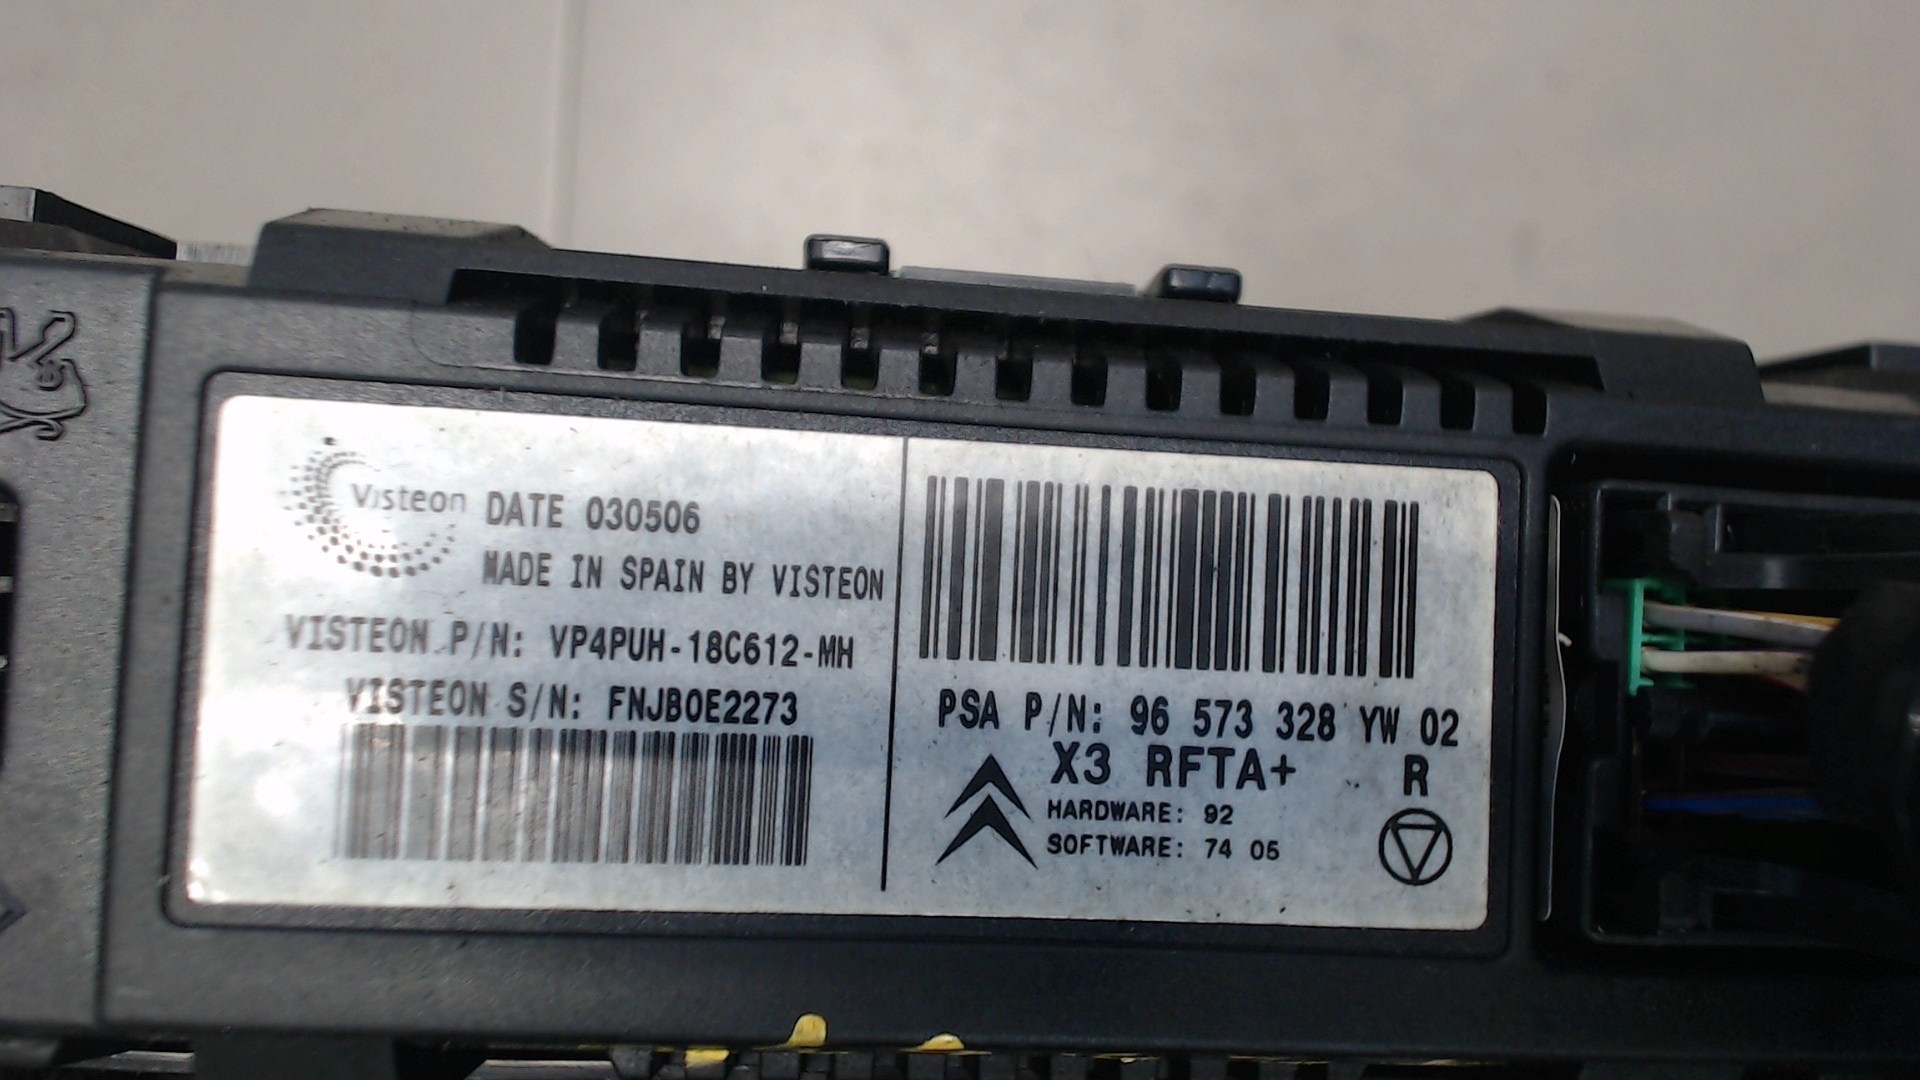 Visteon DATE 030506
MADE IN SPAIN BY VISTEON
VISTEON P/N: VP4PUH-18C612-MH
VISTEON S/N: FNJB0E2273
PSA P/N: 96 573 328 YW 02
X3 RFTA+ R
HARDWARE: 92
SOFTWARE: 74 05